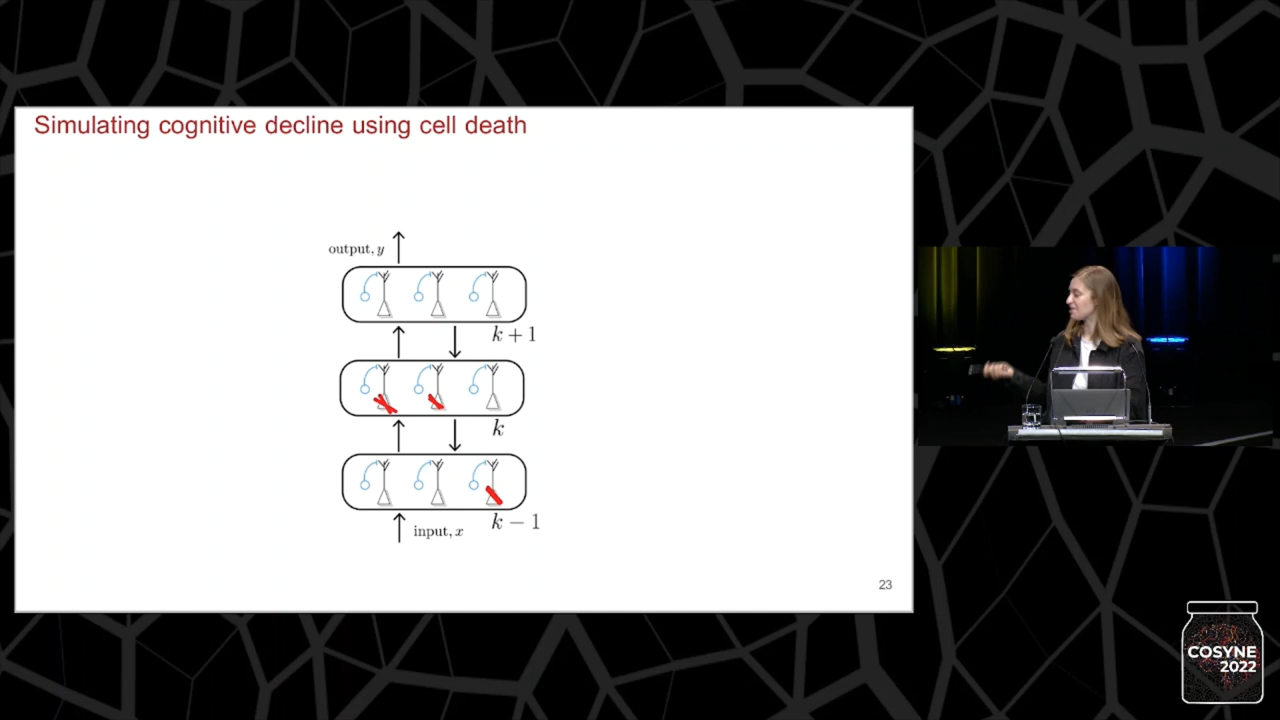 Simulating cognitive decline using cell death
output, y
k + 1
k
k − 1
input, x
23
COSYNE
2022